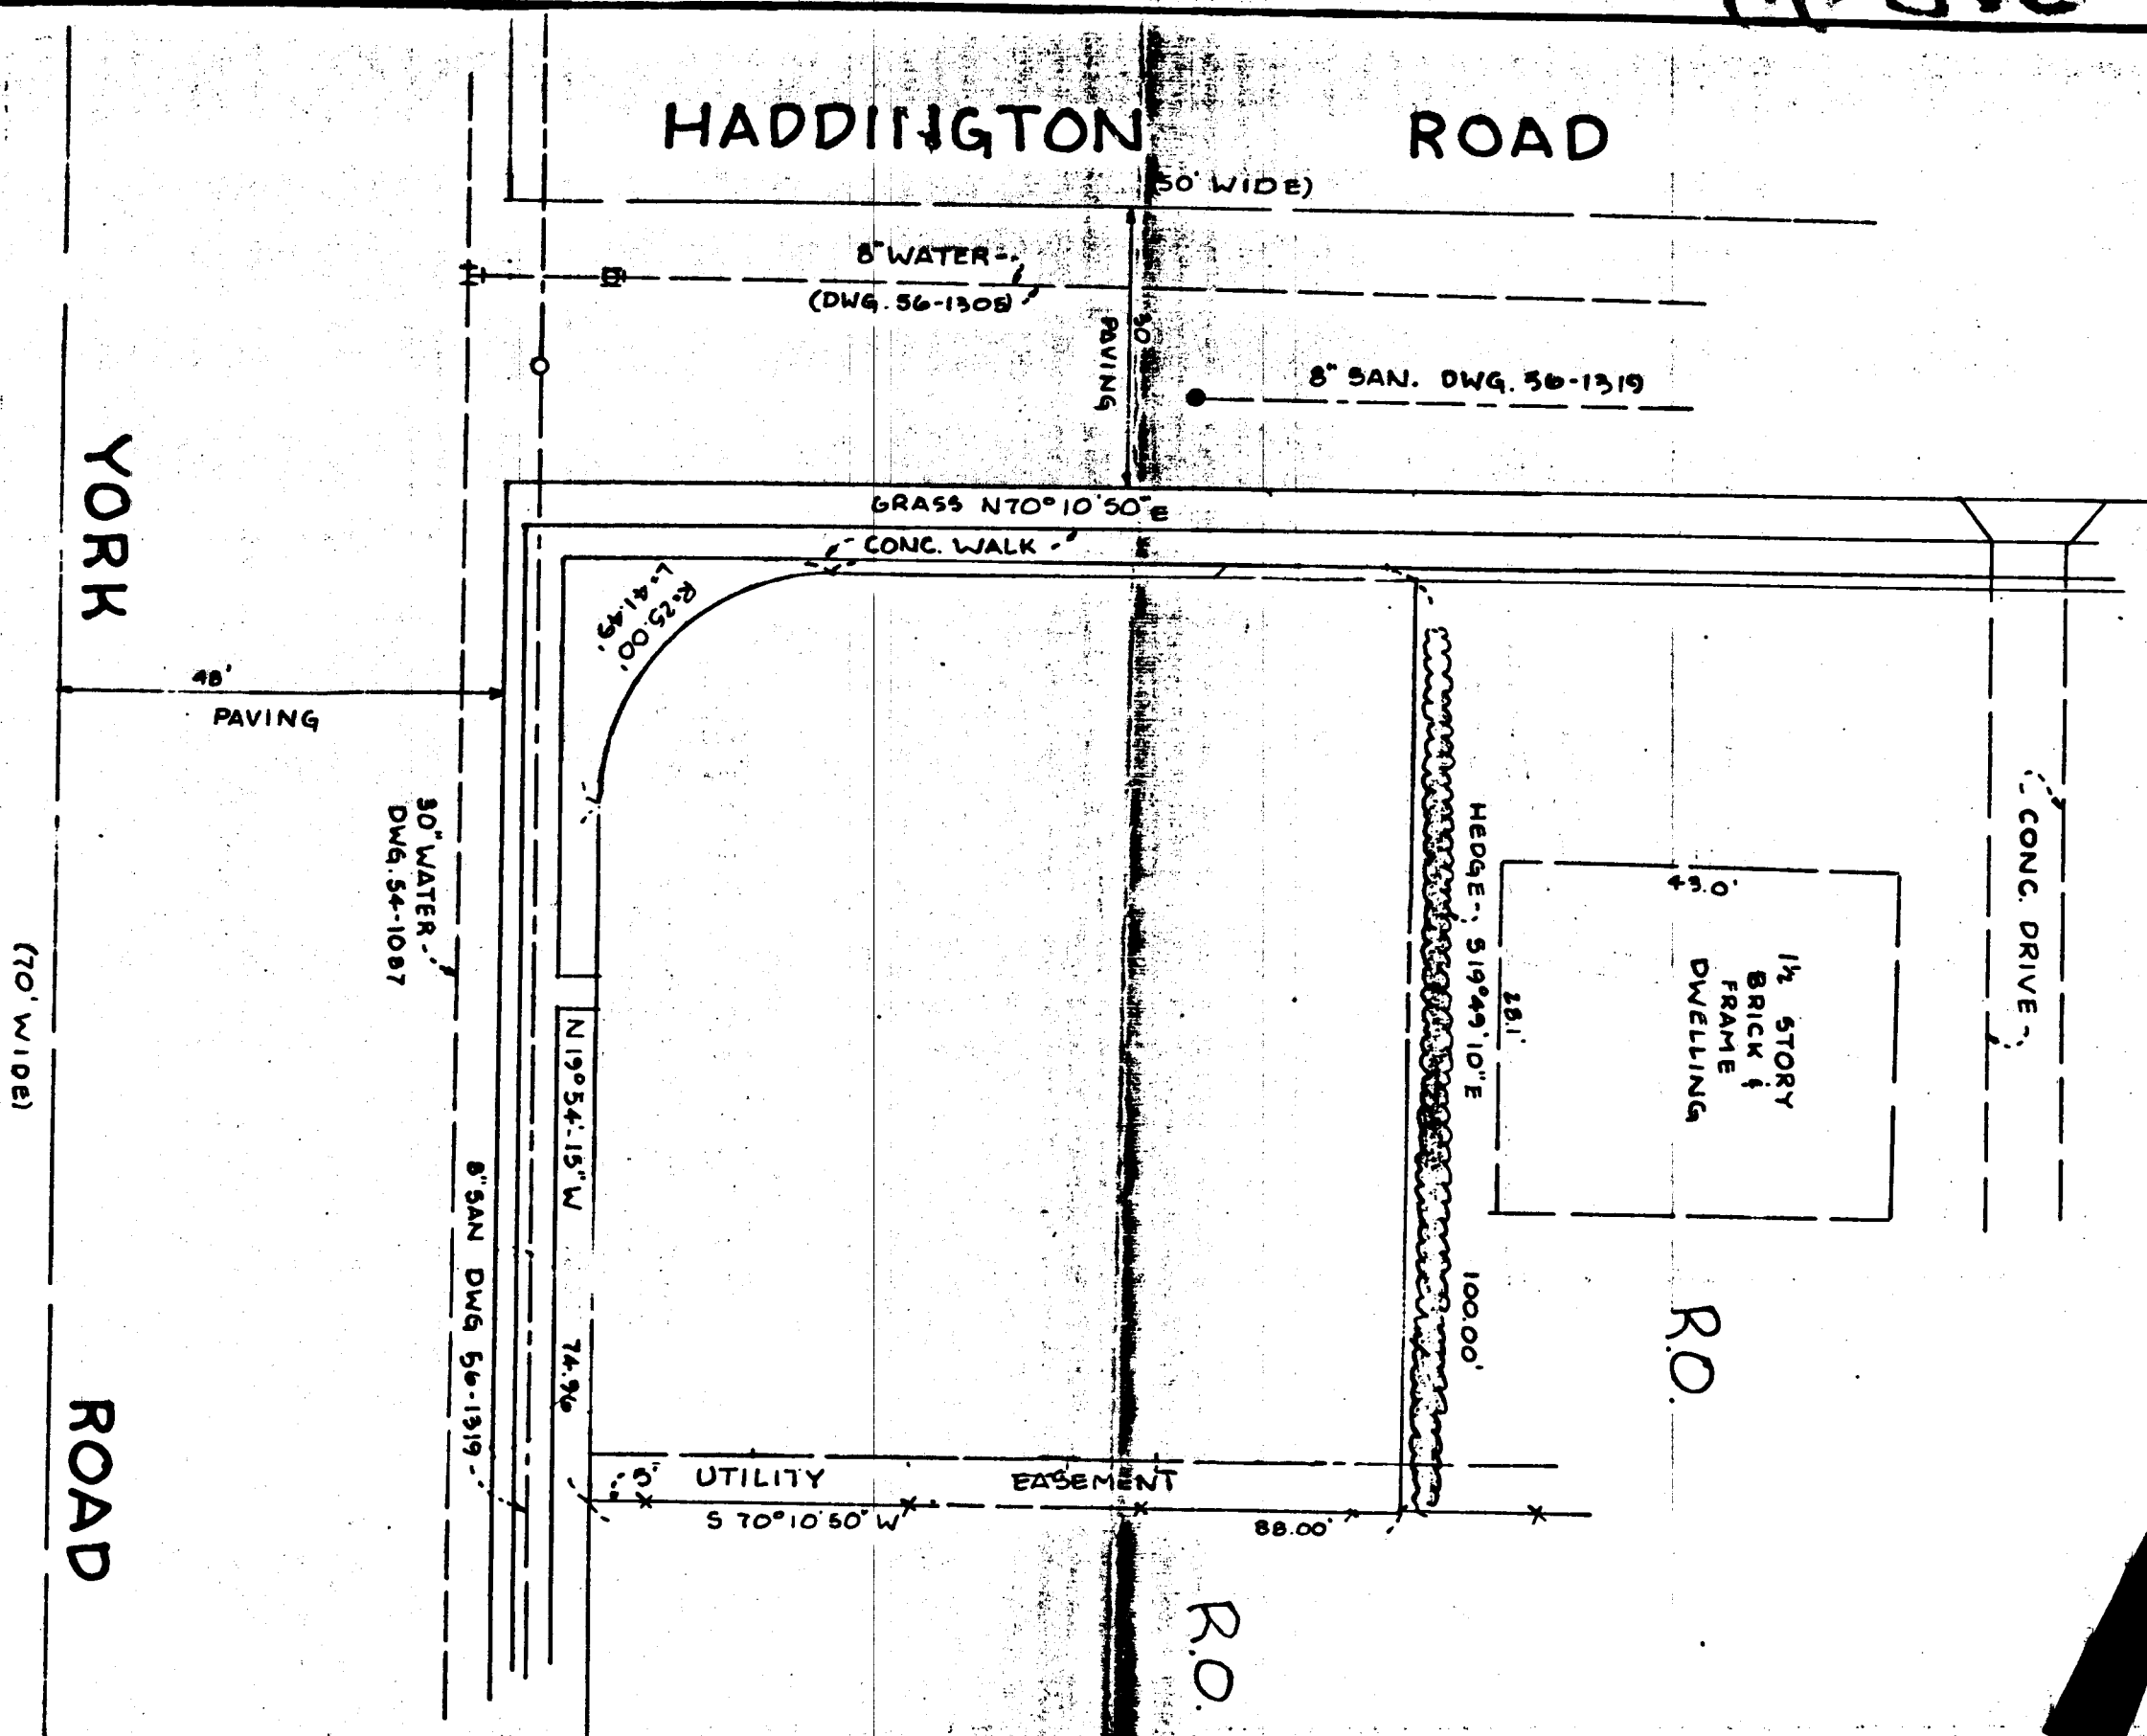 HADDINGTON ROAD
(50' WIDE)
8" WATER
(DWG. 56-1305)
30'
PAVING
8" SAN. DWG. 56-1319
GRASS N70°10'50"E
CONC. WALK
R=25.00'
L=41.49'
YORK ROAD
(70' WIDE)
48'
PAVING
30" WATER
DWG. 54-1087
8" SAN DWG 56-1319
N19°54'-15"W 74.96
HEDGE S19°49'10"E 100.00'
43.0'
28.1'
1½ STORY
BRICK &
FRAME
DWELLING
CONC. DRIVE
R.O.
5' UTILITY EASEMENT
S 70°10'50" W 88.00'
R.O.